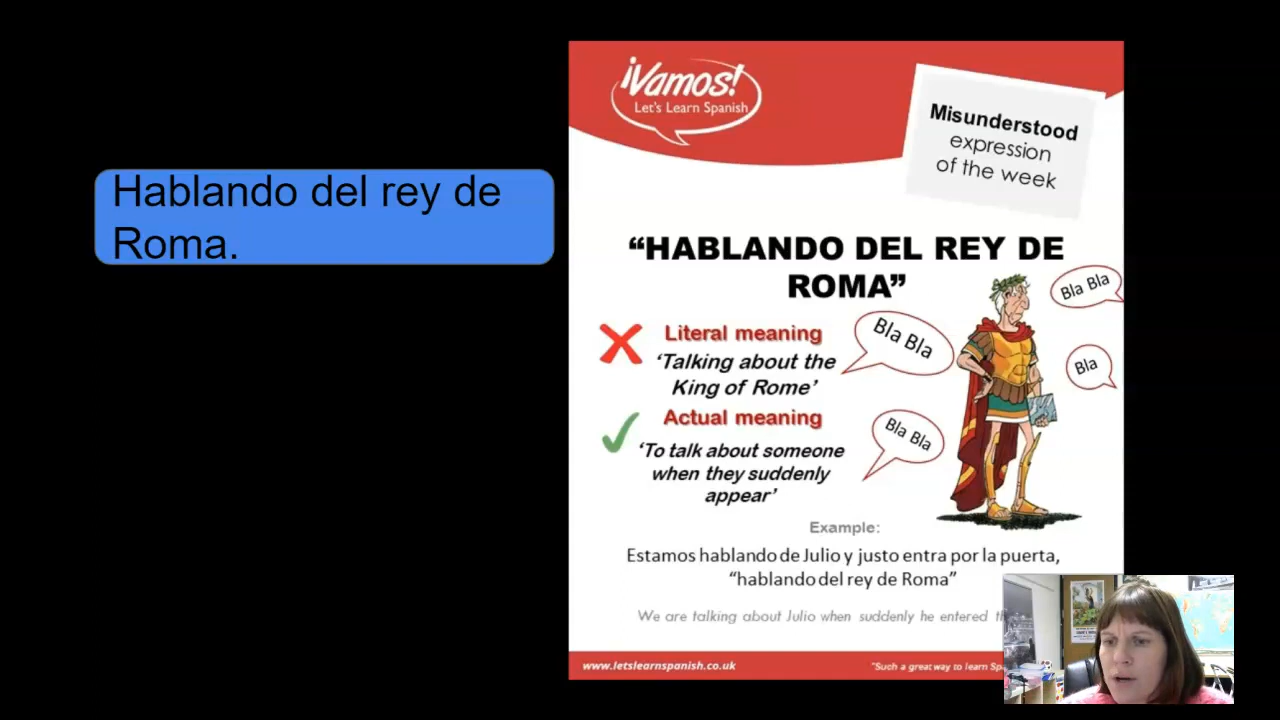 Hablando del rey de
Roma.
¡Vamos!
Let's Learn Spanish
Misunderstood
expression
of the week
“HABLANDO DEL REY DE
ROMA”
Bla Bla
Bla Bla
Bla
Bla Bla
Literal meaning
‘Talking about the
King of Rome’
Actual meaning
‘To talk about someone
when they suddenly
appear’
Example:
Estamos hablando de Julio y justo entra por la puerta,
“hablando del rey de Roma”
We are talking about Julio when suddenly he entered
www.letslearnspanish.co.uk
"Such a great way to learn